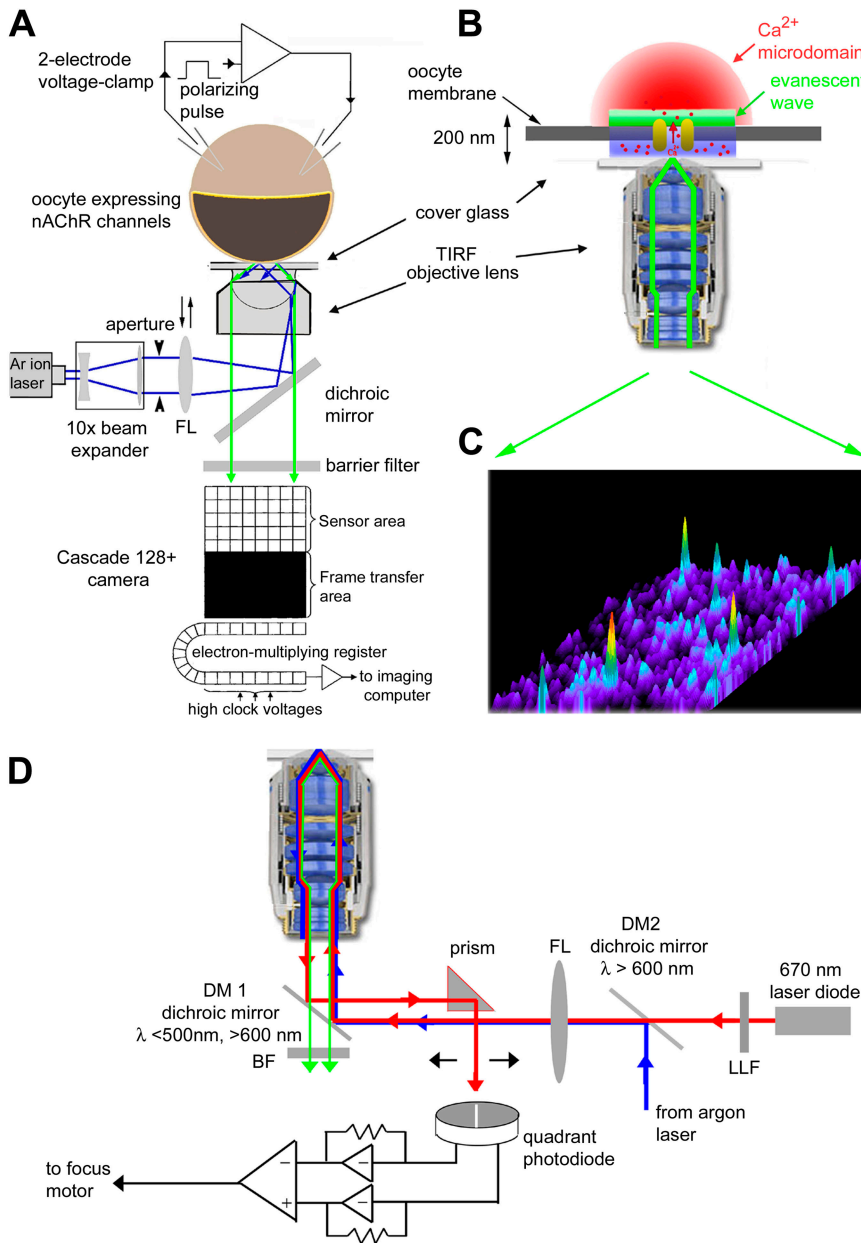 A
2-electrode
voltage-clamp
polarizing
pulse
oocyte expressing
nAChR channels
cover glass
TIRF
objective lens
aperture
Ar ion
laser
10x beam
expander
FL
dichroic
mirror
barrier filter
Sensor area
Cascade 128+
camera
Frame transfer
area
electron-multiplying register
to imaging
computer
high clock voltages
B
Ca2+
microdomain
oocyte
membrane
evanescent
wave
200 nm
Ca2+
C
D
DM2
dichroic mirror
λ > 600 nm
FL
prism
670 nm
laser diode
DM 1
dichroic mirror
λ <500nm, >600 nm
BF
LLF
from argon
laser
quadrant
photodiode
to focus
motor
−
−
+
−